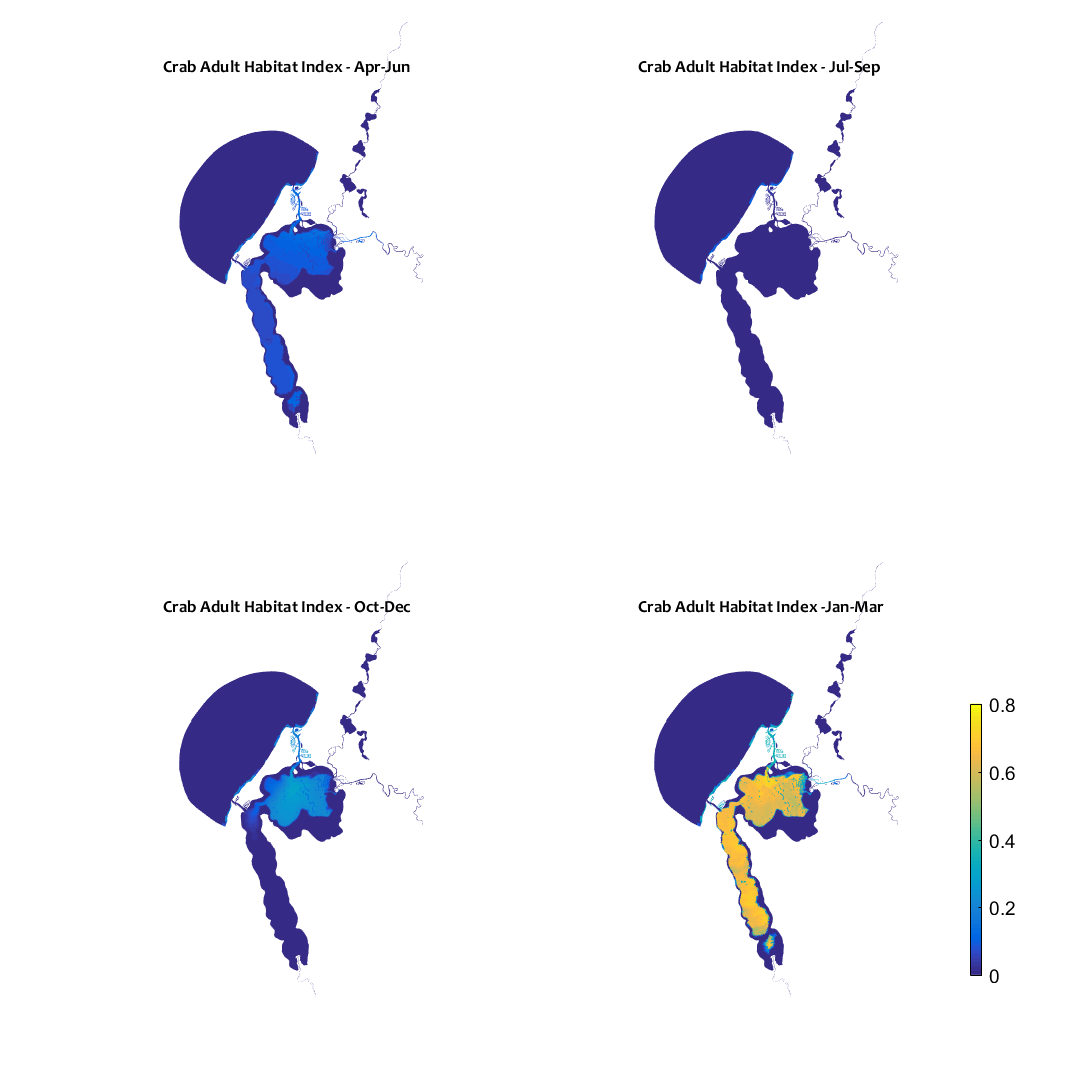 Crab Adult Habitat Index - Apr-Jun
Crab Adult Habitat Index - Jul-Sep
Crab Adult Habitat Index - Oct-Dec
Crab Adult Habitat Index -Jan-Mar
0.8
0.6
0.4
0.2
0